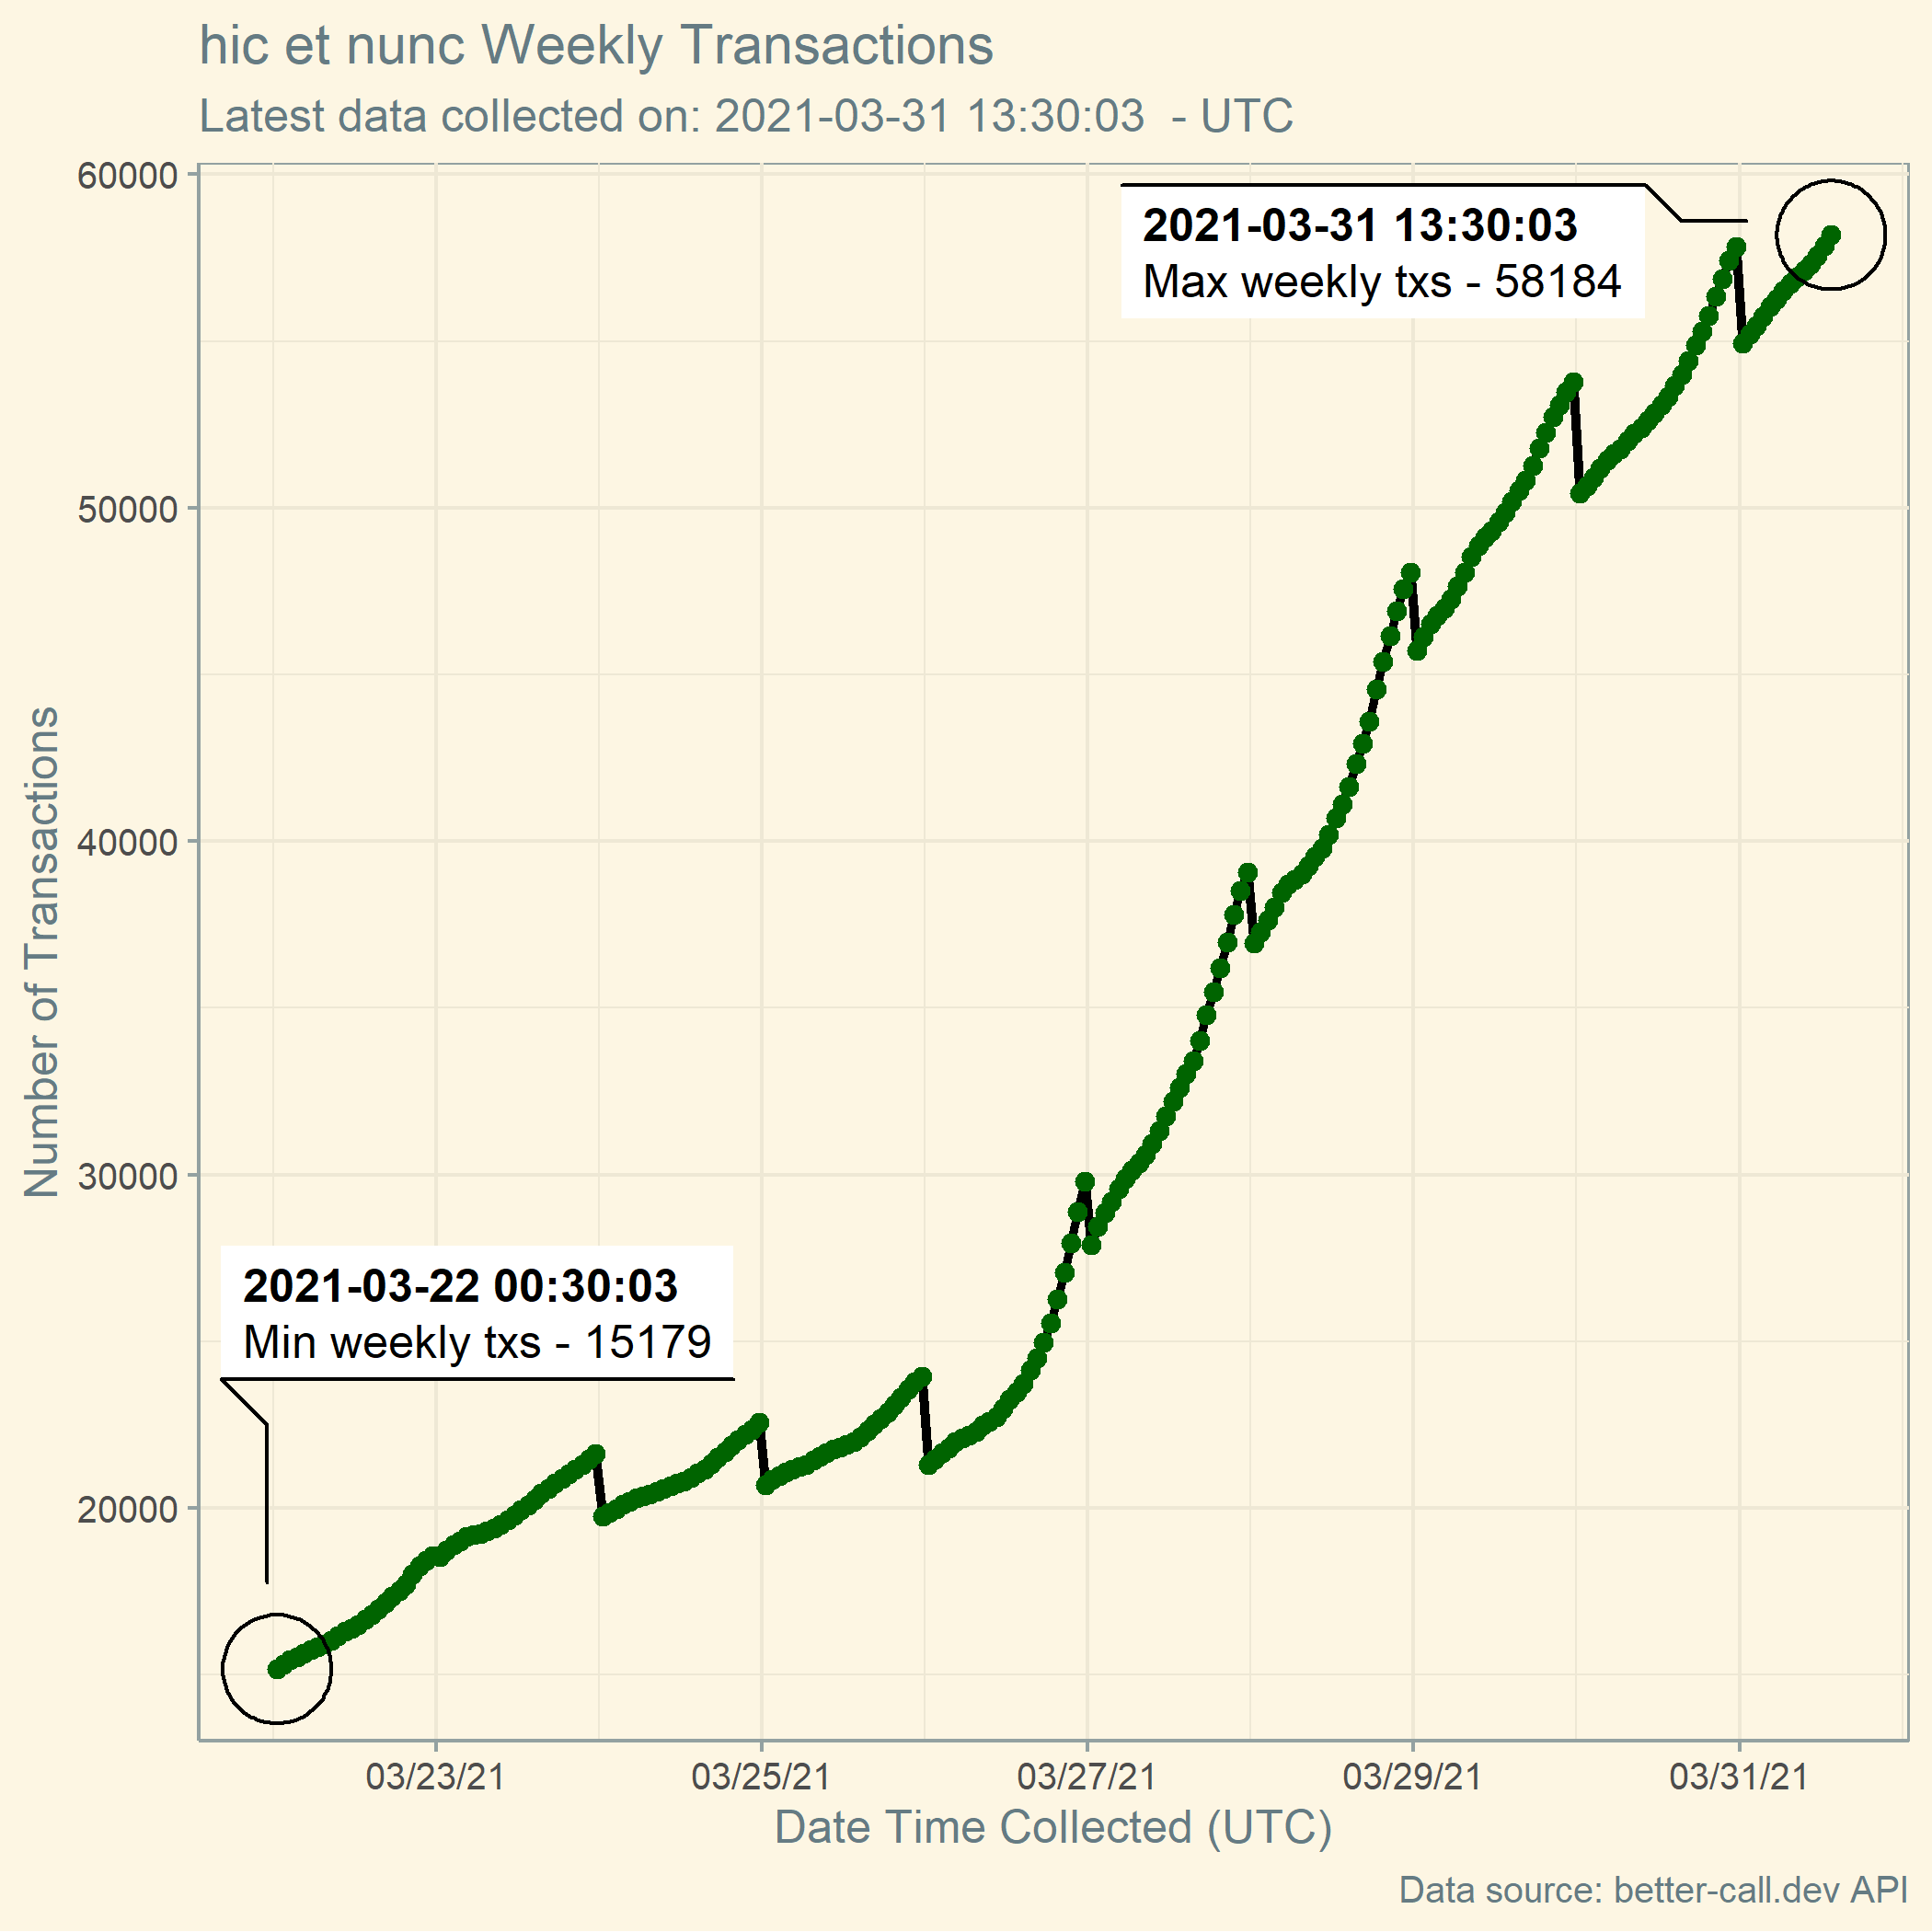 hic et nunc Weekly Transactions
Latest data collected on: 2021-03-31 13:30:03  - UTC
60000
50000
40000
30000
20000
Number of Transactions
2021-03-31 13:30:03
Max weekly txs - 58184
2021-03-22 00:30:03
Min weekly txs - 15179
03/23/21
03/25/21
03/27/21
03/29/21
03/31/21
Date Time Collected (UTC)
Data source: better-call.dev API